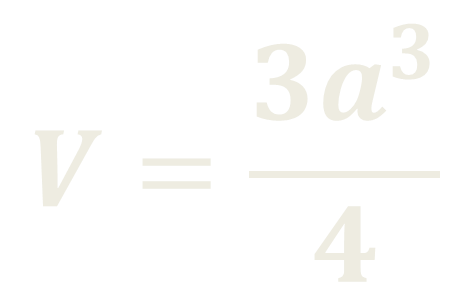 V = 3a³/4